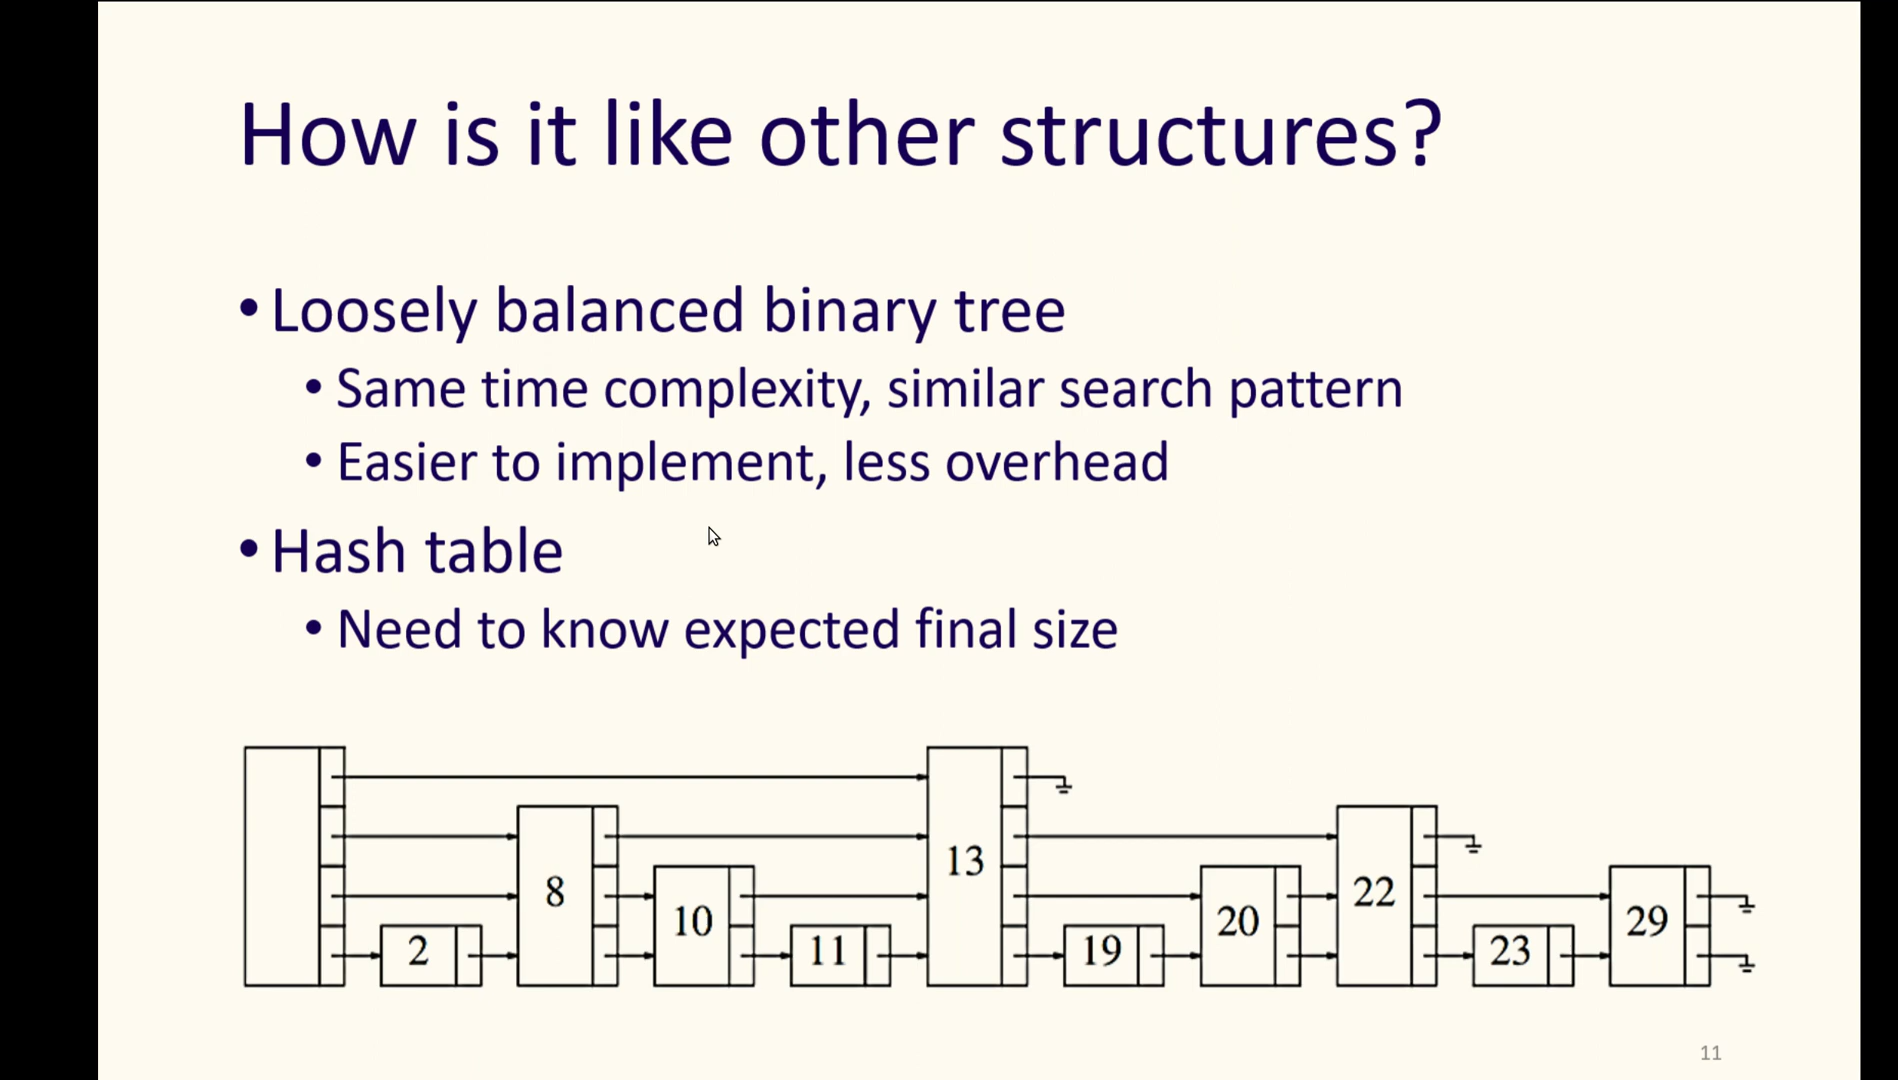 How is it like other structures?
• Loosely balanced binary tree
• Same time complexity, similar search pattern
• Easier to implement, less overhead
• Hash table
• Need to know expected final size
2
8
10
11
13
19
20
22
23
29
11